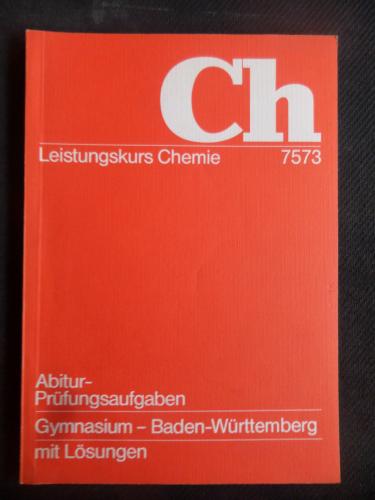 Ch
Leistungskurs Chemie 7573
Abitur-
Prüfungsaufgaben
Gymnasium – Baden-Württemberg
mit Lösungen